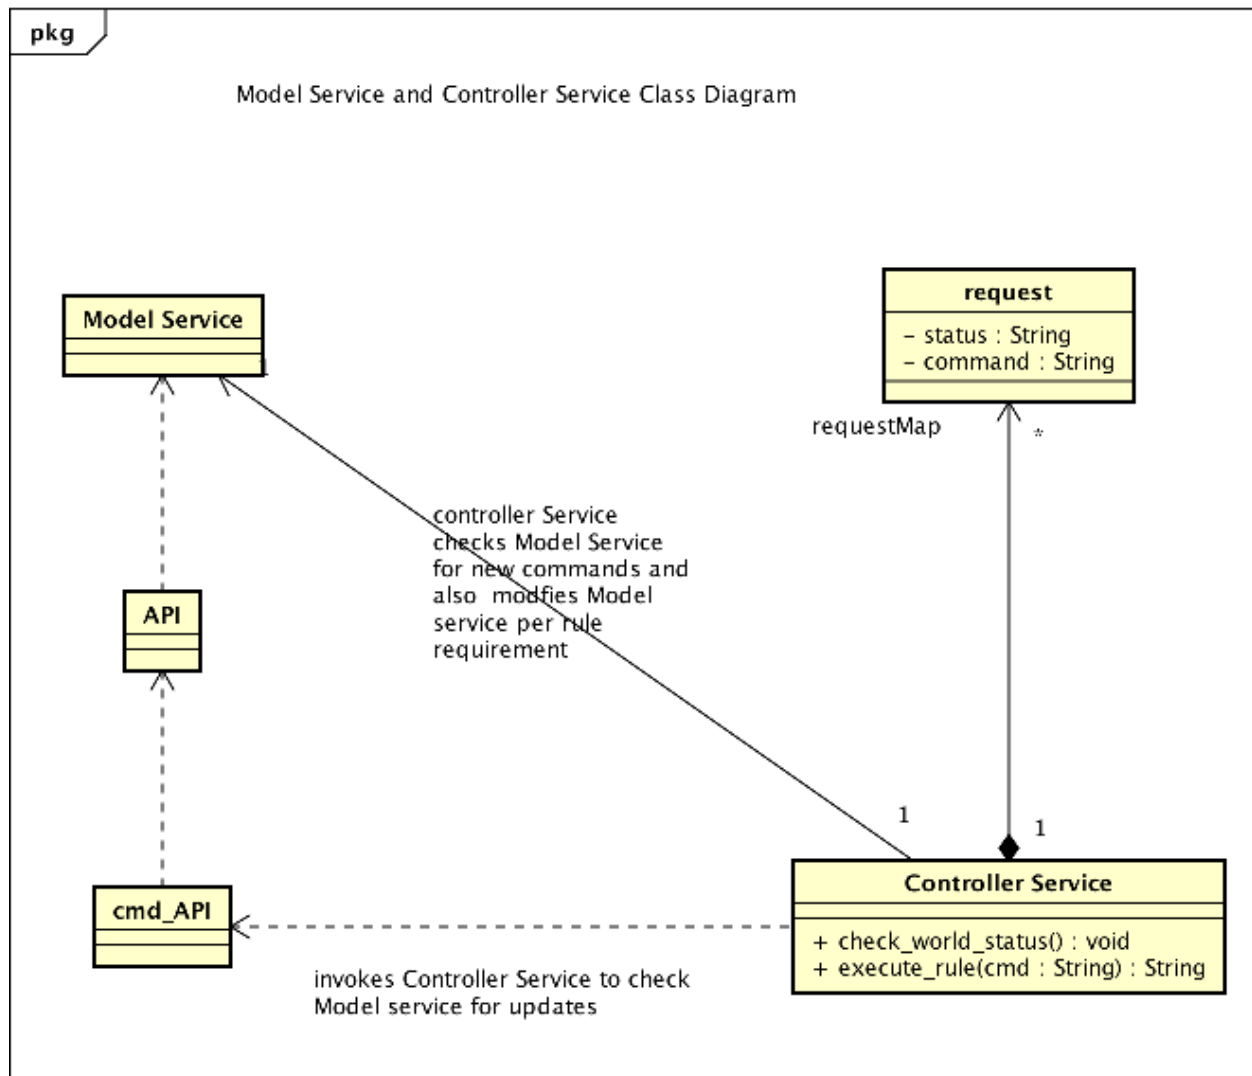 pkg
Model Service and Controller Service Class Diagram
Model Service
1
request
- status : String
- command : String
requestMap
*
controller Service
checks Model Service
for new commands and
also  modfies Model
service per rule
requirement
API
1
1
cmd_API
Controller Service
+ check_world_status() : void
+ execute_rule(cmd : String) : String
invokes Controller Service to check
Model service for updates